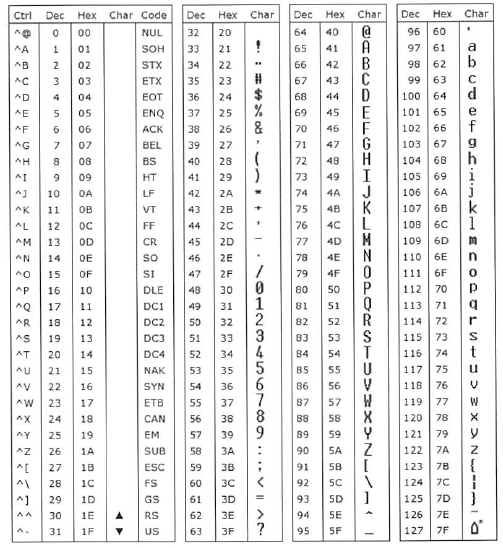 Ctrl Dec Hex Char Code
^@ 0 00 NUL
^A 1 01 SOH
^B 2 02 STX
^C 3 03 ETX
^D 4 04 EOT
^E 5 05 ENQ
^F 6 06 ACK
^G 7 07 BEL
^H 8 08 BS
^I 9 09 HT
^J 10 0A LF
^K 11 0B VT
^L 12 0C FF
^M 13 0D CR
^N 14 0E SO
^O 15 0F SI
^P 16 10 DLE
^Q 17 11 DC1
^R 18 12 DC2
^S 19 13 DC3
^T 20 14 DC4
^U 21 15 NAK
^V 22 16 SYN
^W 23 17 ETB
^X 24 18 CAN
^Y 25 19 EM
^Z 26 1A SUB
^[ 27 1B ESC
^\ 28 1C FS
^] 29 1D GS
^^ 30 1E ▲ RS
^- 31 1F ▼ US
Dec Hex Char
32 20
33 21 !
34 22 "
35 23 #
36 24 $
37 25 %
38 26 &
39 27 '
40 28 (
41 29 )
42 2A *
43 2B +
44 2C ,
45 2D -
46 2E .
47 2F /
48 30 0
49 31 1
50 32 2
51 33 3
52 34 4
53 35 5
54 36 6
55 37 7
56 38 8
57 39 9
58 3A :
59 3B ;
60 3C <
61 3D =
62 3E >
63 3F ?
Dec Hex Char
64 40 @
65 41 A
66 42 B
67 43 C
68 44 D
69 45 E
70 46 F
71 47 G
72 48 H
73 49 I
74 4A J
75 4B K
76 4C L
77 4D M
78 4E N
79 4F O
80 50 P
81 51 Q
82 52 R
83 53 S
84 54 T
85 55 U
86 56 V
87 57 W
88 58 X
89 59 Y
90 5A Z
91 5B [
92 5C \
93 5D ]
94 5E ^
95 5F _
Dec Hex Char
96 60 `
97 61 a
98 62 b
99 63 c
100 64 d
101 65 e
102 66 f
103 67 g
104 68 h
105 69 i
106 6A j
107 6B k
108 6C l
109 6D m
110 6E n
111 6F o
112 70 p
113 71 q
114 72 r
115 73 s
116 74 t
117 75 u
118 76 v
119 77 w
120 78 x
121 79 y
122 7A z
123 7B {
124 7C ¦
125 7D }
126 7E ~
127 7F ⌂*